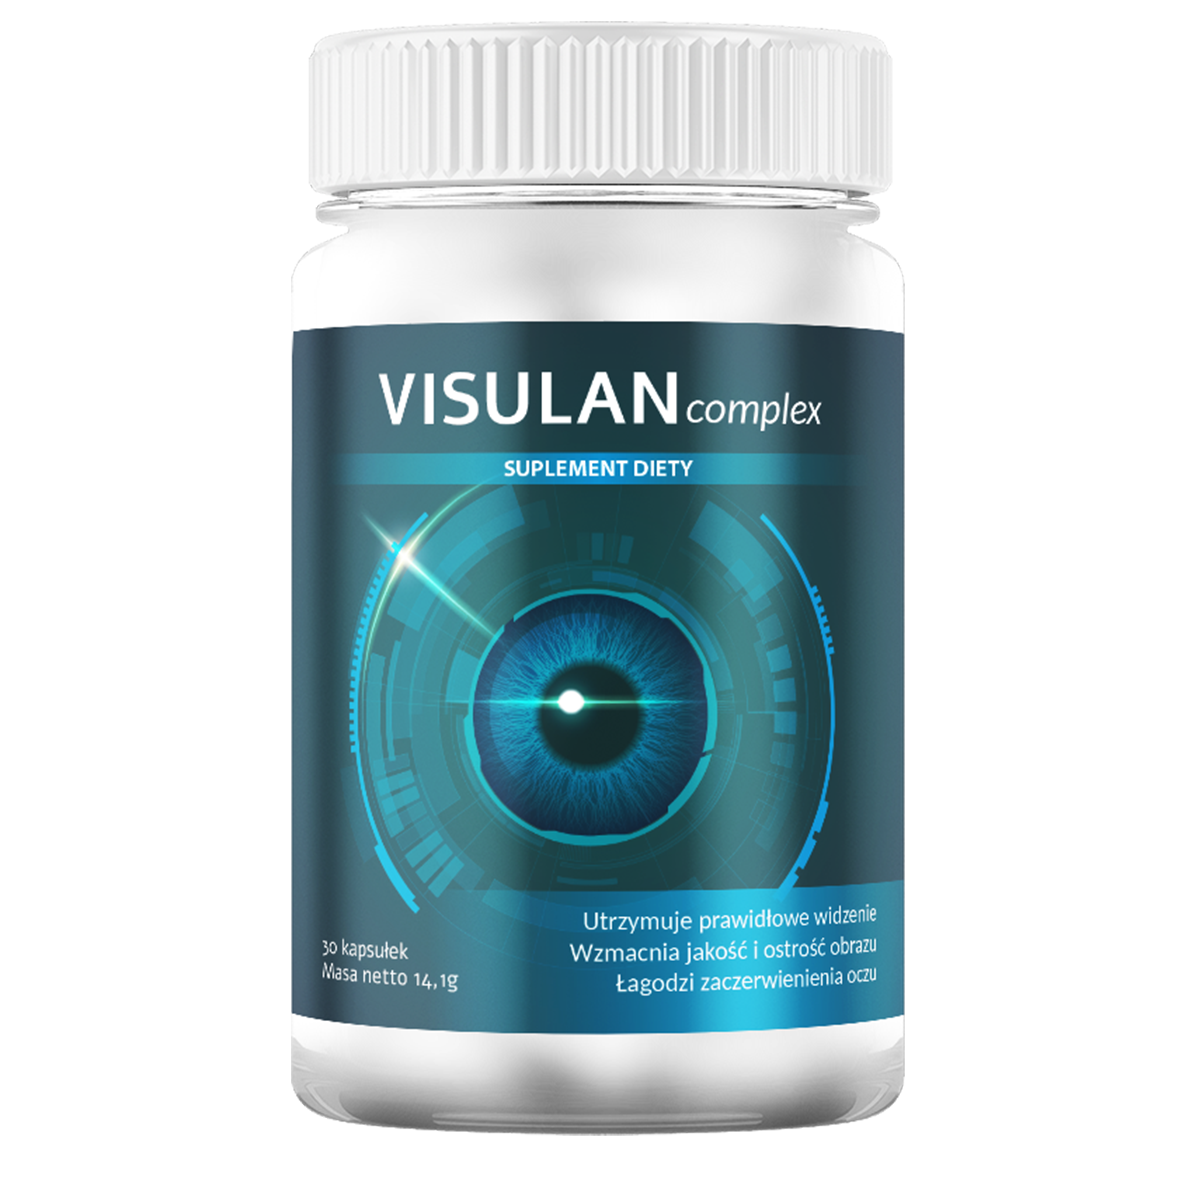 VISULAN complex
SUPLEMENT DIETY
Utrzymuje prawidłowe widzenie
Wzmacnia jakość i ostrość obrazu
Łagodzi zaczerwienienia oczu
30 kapsułek
Masa netto 14,1g